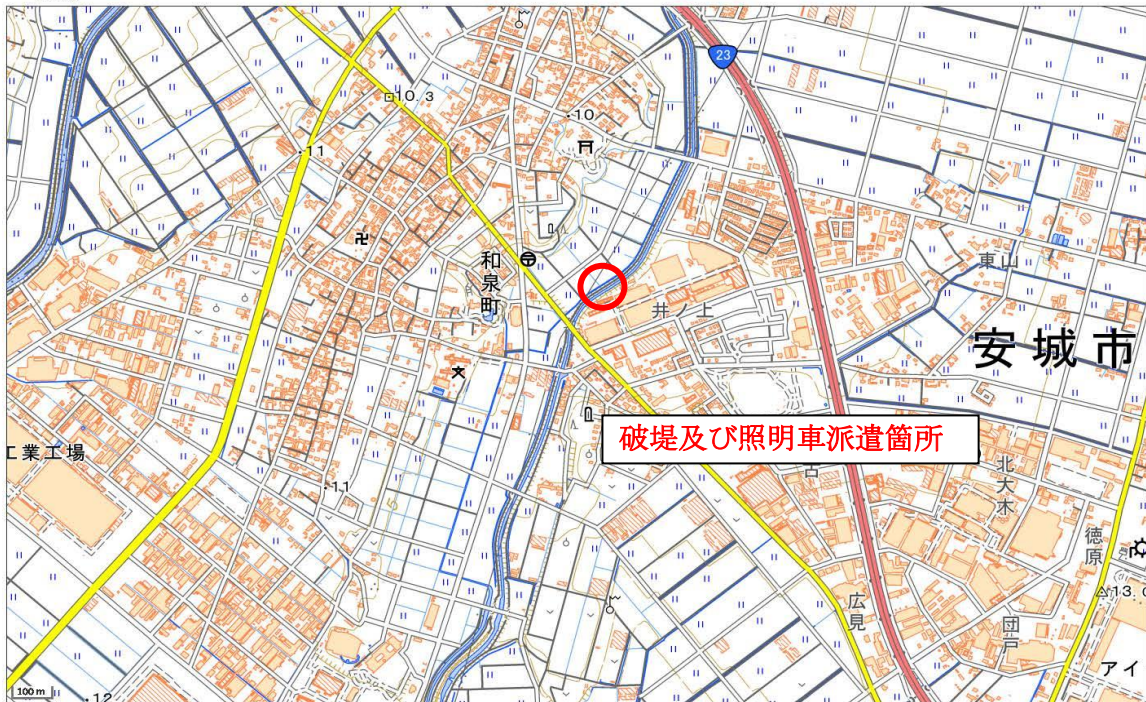 23
10.3
10
11
和泉町
井ノ上
東山
安城市
破堤及び照明車派遣箇所
工業工場
11
古
北大木
徳原
13.0
広見
団戸
アイ
100 m
12